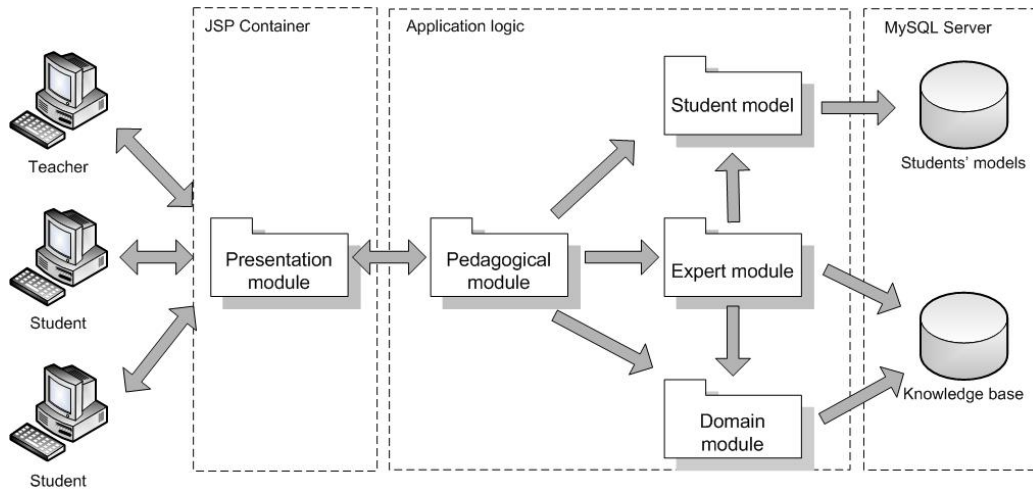 JSP Container
Application logic
MySQL Server
Teacher
Student
Student
Presentation
module
Pedagogical
module
Student model
Expert module
Domain
module
Students' models
Knowledge base